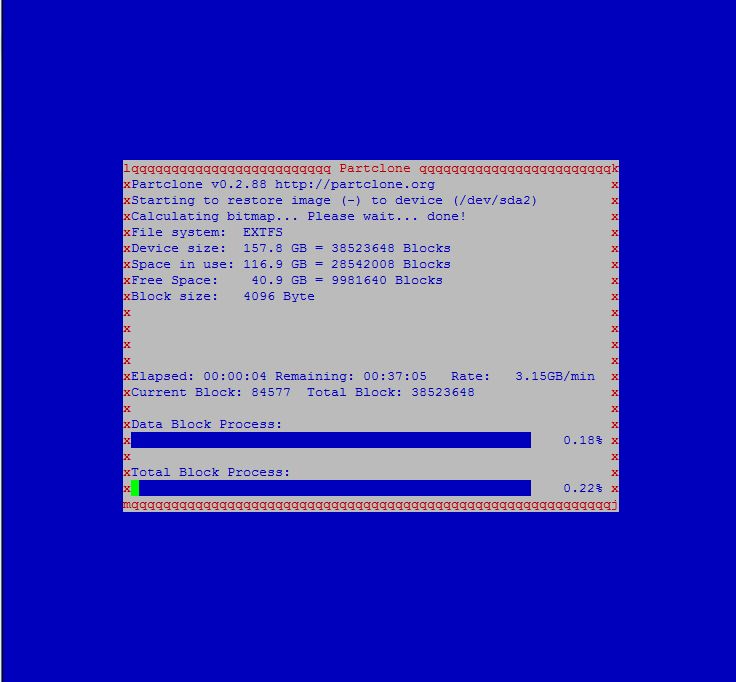 lqqqqqqqqqqqqqqqqqqqqqqqqq Partclone qqqqqqqqqqqqqqqqqqqqqqqqk
xPartclone v0.2.88 http://partclone.org x
xStarting to restore image (-) to device (/dev/sda2) x
xCalculating bitmap... Please wait... done! x
xFile system: EXTFS x
xDevice size: 157.8 GB = 38523648 Blocks x
xSpace in use: 116.9 GB = 28542008 Blocks x
xFree Space: 40.9 GB = 9981640 Blocks x
xBlock size: 4096 Byte x
x x
x x
x x
x x
xElapsed: 00:00:04 Remaining: 00:37:05 Rate: 3.15GB/min x
xCurrent Block: 84577 Total Block: 38523648 x
x x
xData Block Process: x
x 0.18% x
x x
xTotal Block Process: x
x 0.22% x
mqqqqqqqqqqqqqqqqqqqqqqqqqqqqqqqqqqqqqqqqqqqqqqqqqqqqqqqqqqqqj